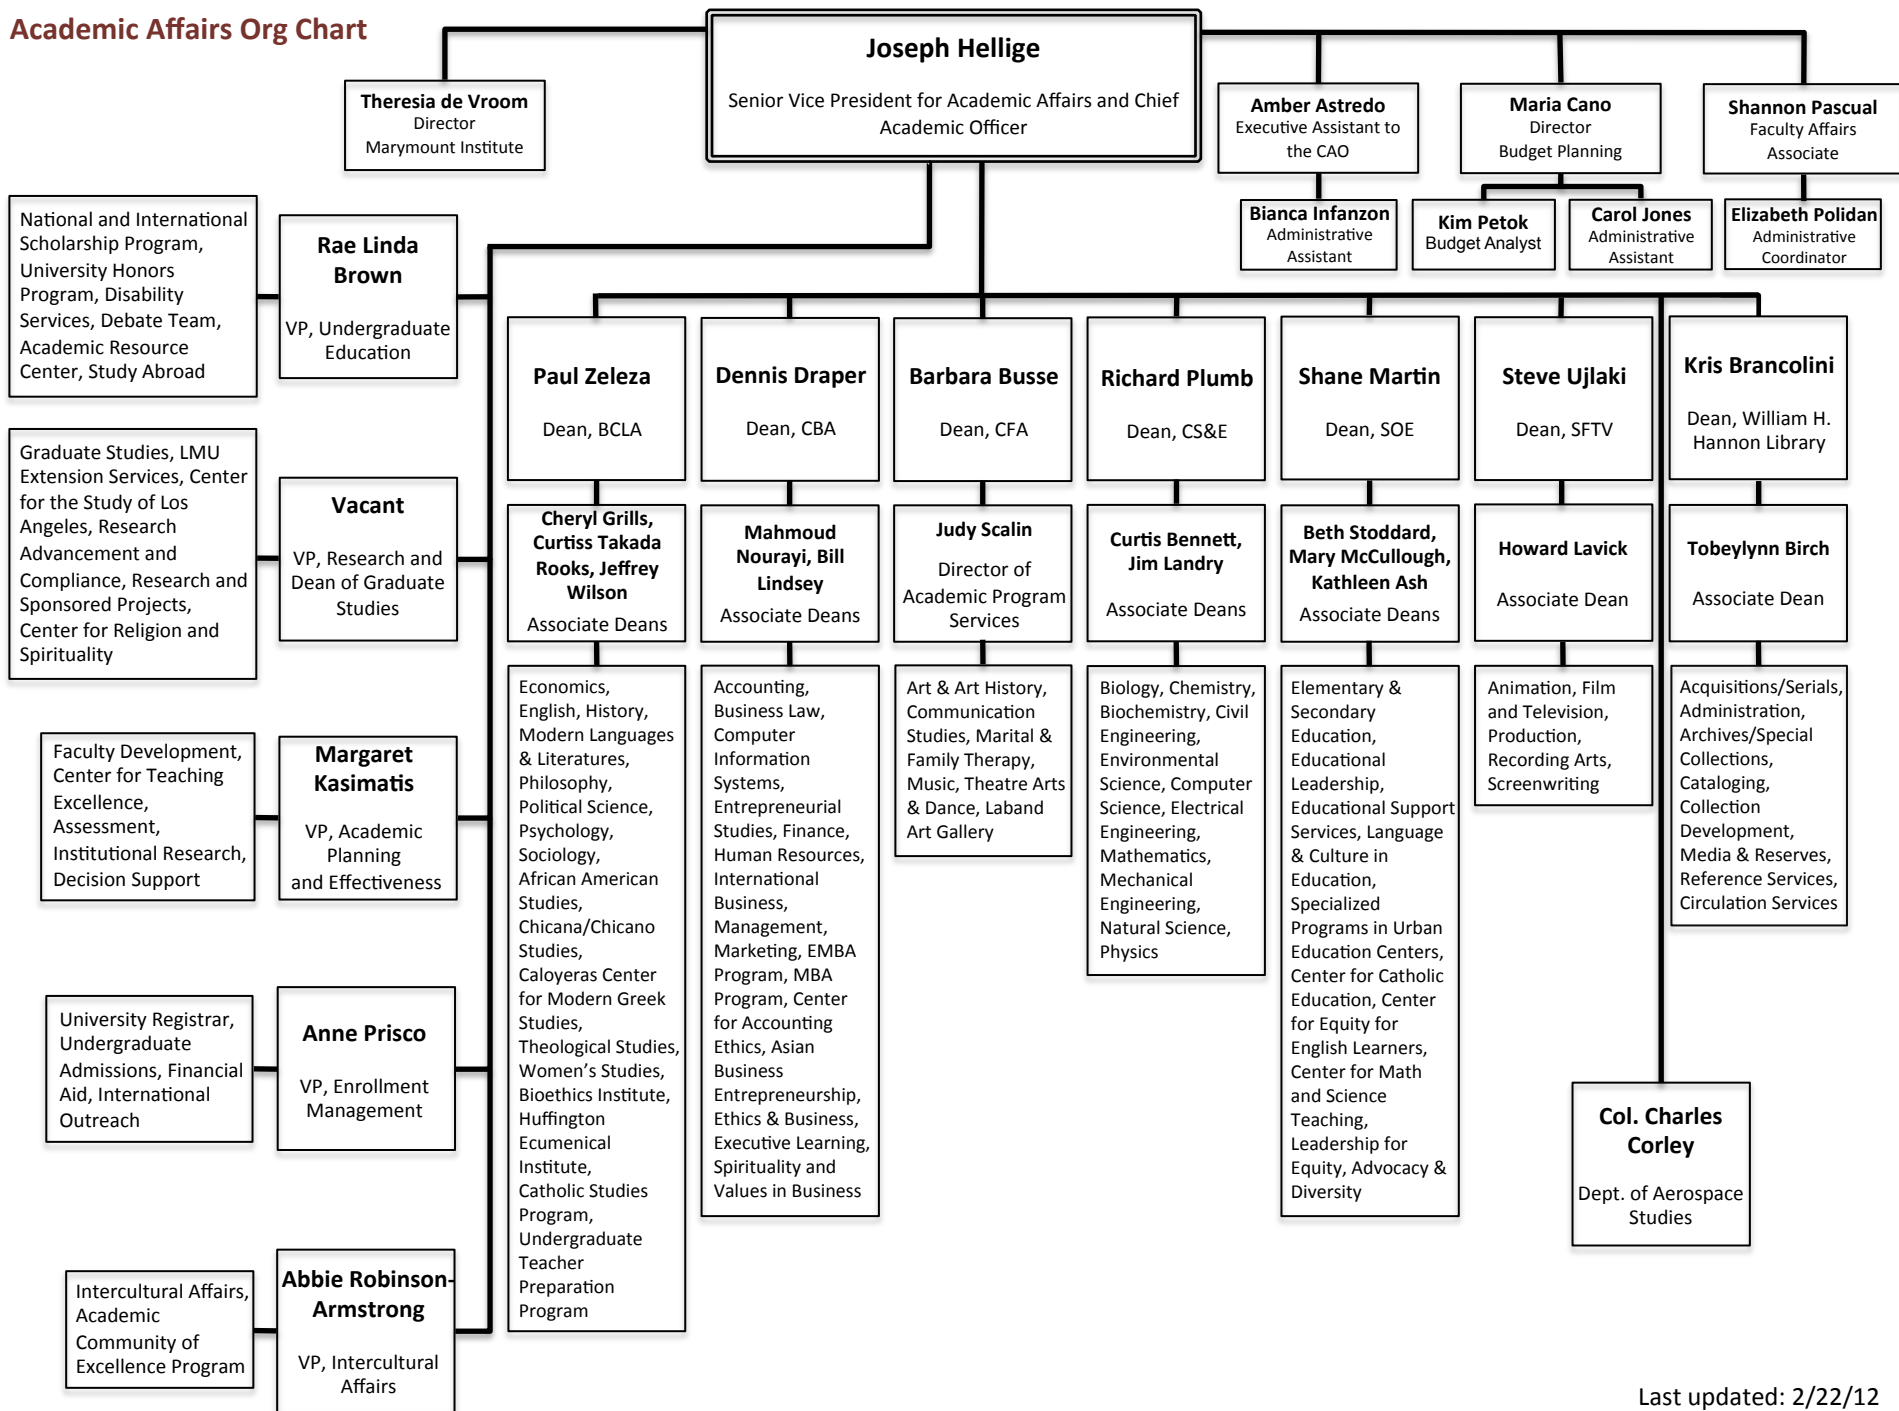 Academic Affairs Org Chart
Joseph Hellige
Senior Vice President for Academic Affairs and Chief
Academic Officer
Theresia de Vroom
Director
Marymount Institute
Amber Astredo
Executive Assistant to
the CAO
Maria Cano
Director
Budget Planning
Shannon Pascual
Faculty Affairs
Associate
Bianca Infanzon
Administrative
Assistant
Kim Petok
Budget Analyst
Carol Jones
Administrative
Assistant
Elizabeth Polidan
Administrative
Coordinator
National and International
Scholarship Program,
University Honors
Program, Disability
Services, Debate Team,
Academic Resource
Center, Study Abroad
Rae Linda
Brown
VP, Undergraduate
Education
Graduate Studies, LMU
Extension Services, Center
for the Study of Los
Angeles, Research
Advancement and
Compliance, Research and
Sponsored Projects,
Center for Religion and
Spirituality
Vacant
VP, Research and
Dean of Graduate
Studies
Faculty Development,
Center for Teaching
Excellence,
Assessment,
Institutional Research,
Decision Support
Margaret
Kasimatis
VP, Academic
Planning
and Effectiveness
University Registrar,
Undergraduate
Admissions, Financial
Aid, International
Outreach
Anne Prisco
VP, Enrollment
Management
Intercultural Affairs,
Academic
Community of
Excellence Program
Abbie Robinson-
Armstrong
VP, Intercultural
Affairs
Paul Zeleza
Dean, BCLA
Cheryl Grills,
Curtiss Takada
Rooks, Jeffrey
Wilson
Associate Deans
Economics,
English, History,
Modern Languages
& Literatures,
Philosophy,
Political Science,
Psychology,
Sociology,
African American
Studies,
Chicana/Chicano
Studies,
Caloyeras Center
for Modern Greek
Studies,
Theological Studies,
Women's Studies,
Bioethics Institute,
Huffington
Ecumenical
Institute,
Catholic Studies
Program,
Undergraduate
Teacher
Preparation
Program
Dennis Draper
Dean, CBA
Mahmoud
Nourayi, Bill
Lindsey
Associate Deans
Accounting,
Business Law,
Computer
Information
Systems,
Entrepreneurial
Studies, Finance,
Human Resources,
International
Business,
Management,
Marketing, EMBA
Program, MBA
Program, Center
for Accounting
Ethics, Asian
Business
Entrepreneurship,
Ethics & Business,
Executive Learning,
Spirituality and
Values in Business
Barbara Busse
Dean, CFA
Judy Scalin
Director of
Academic Program
Services
Art & Art History,
Communication
Studies, Marital &
Family Therapy,
Music, Theatre Arts
& Dance, Laband
Art Gallery
Richard Plumb
Dean, CS&E
Curtis Bennett,
Jim Landry
Associate Deans
Biology, Chemistry,
Biochemistry, Civil
Engineering,
Environmental
Science, Computer
Science, Electrical
Engineering,
Mathematics,
Mechanical
Engineering,
Natural Science,
Physics
Shane Martin
Dean, SOE
Beth Stoddard,
Mary McCullough,
Kathleen Ash
Associate Deans
Elementary &
Secondary
Education,
Educational
Leadership,
Educational Support
Services, Language
& Culture in
Education,
Specialized
Programs in Urban
Education Centers,
Center for Catholic
Education, Center
for Equity for
English Learners,
Center for Math
and Science
Teaching,
Leadership for
Equity, Advocacy &
Diversity
Steve Ujlaki
Dean, SFTV
Howard Lavick
Associate Dean
Animation, Film
and Television,
Production,
Recording Arts,
Screenwriting
Kris Brancolini
Dean, William H.
Hannon Library
Tobeylynn Birch
Associate Dean
Acquisitions/Serials,
Administration,
Archives/Special
Collections,
Cataloging,
Collection
Development,
Media & Reserves,
Reference Services,
Circulation Services
Col. Charles
Corley
Dept. of Aerospace
Studies
Last updated: 2/22/12